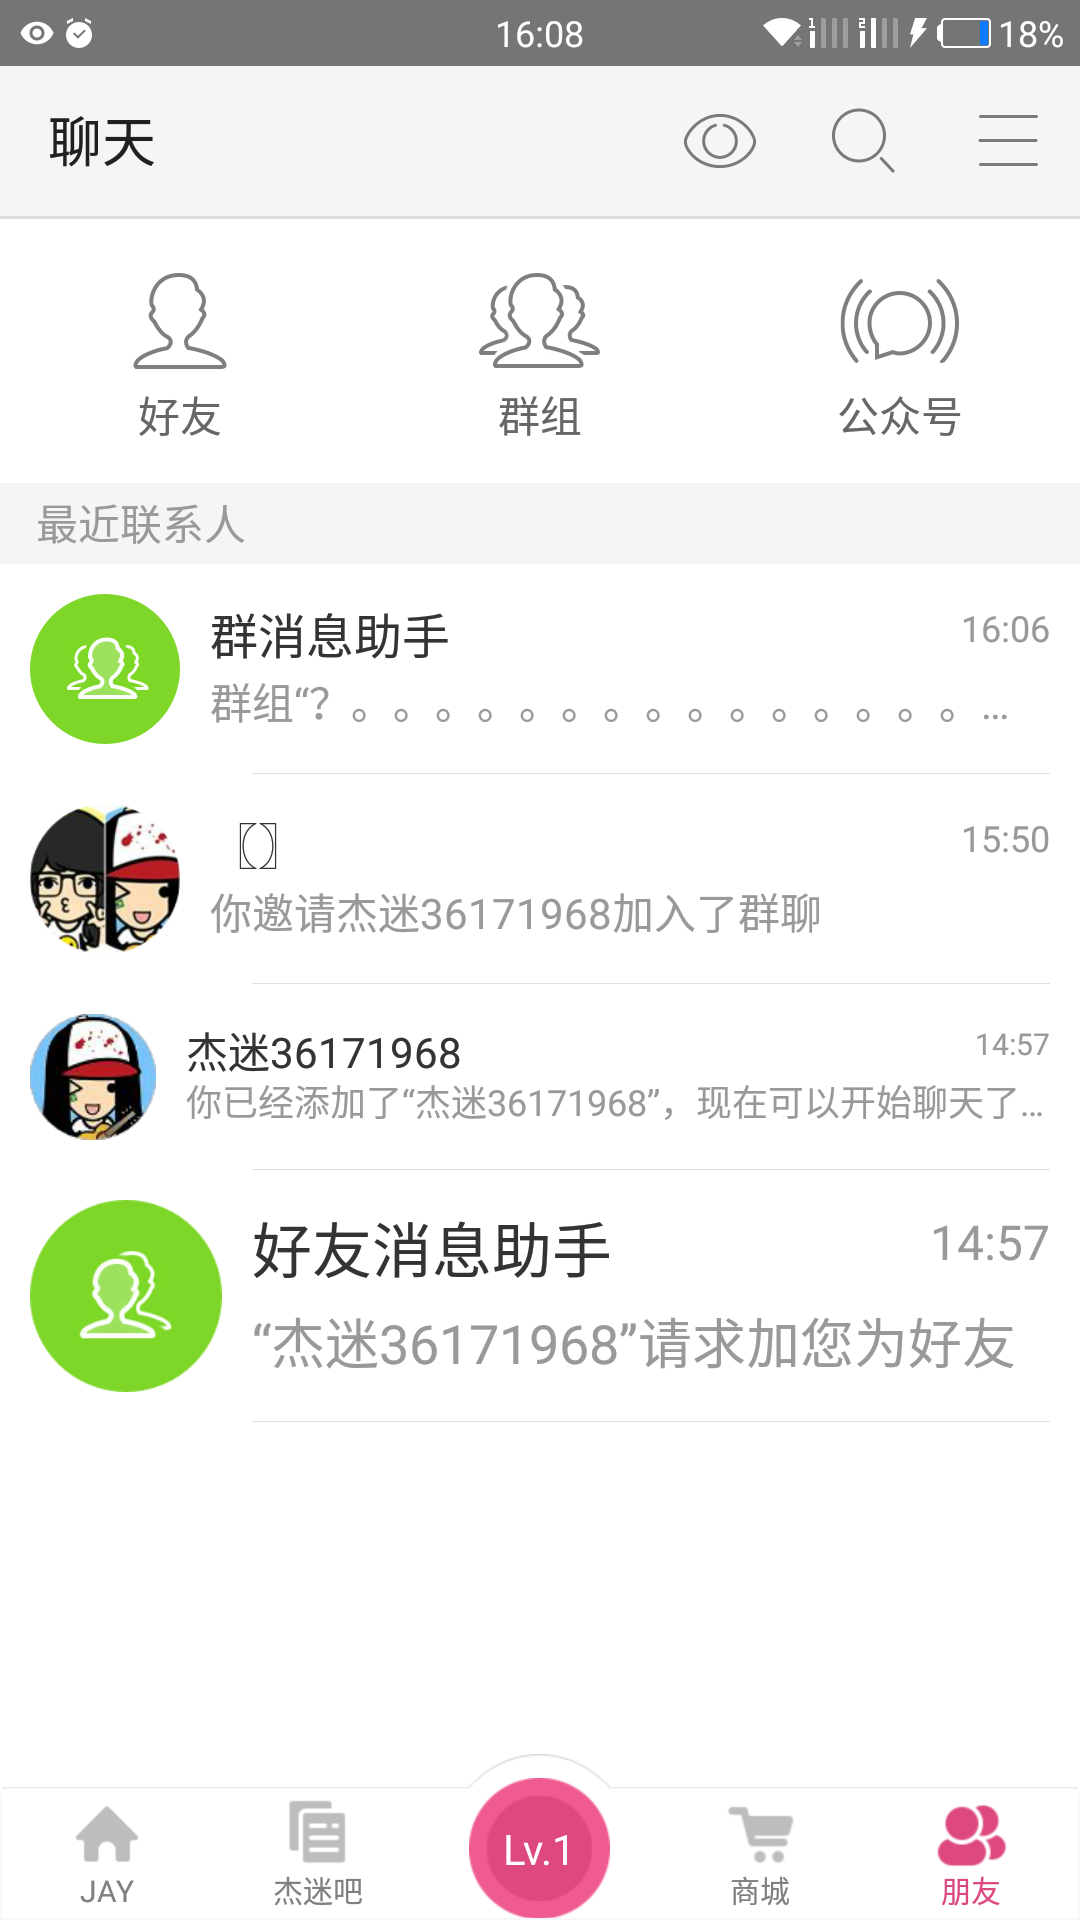 16:08
1 2 18%
聊天
好友 群组 公众号
最近联系人
群消息助手 16:06
群组“？。。。。。。。。。。。。。。。...
〖〗 15:50
你邀请杰迷36171968加入了群聊
杰迷36171968 14:57
你已经添加了“杰迷36171968”，现在可以开始聊天了...
好友消息助手 14:57
“杰迷36171968”请求加您为好友
Lv.1
JAY 杰迷吧 商城 朋友